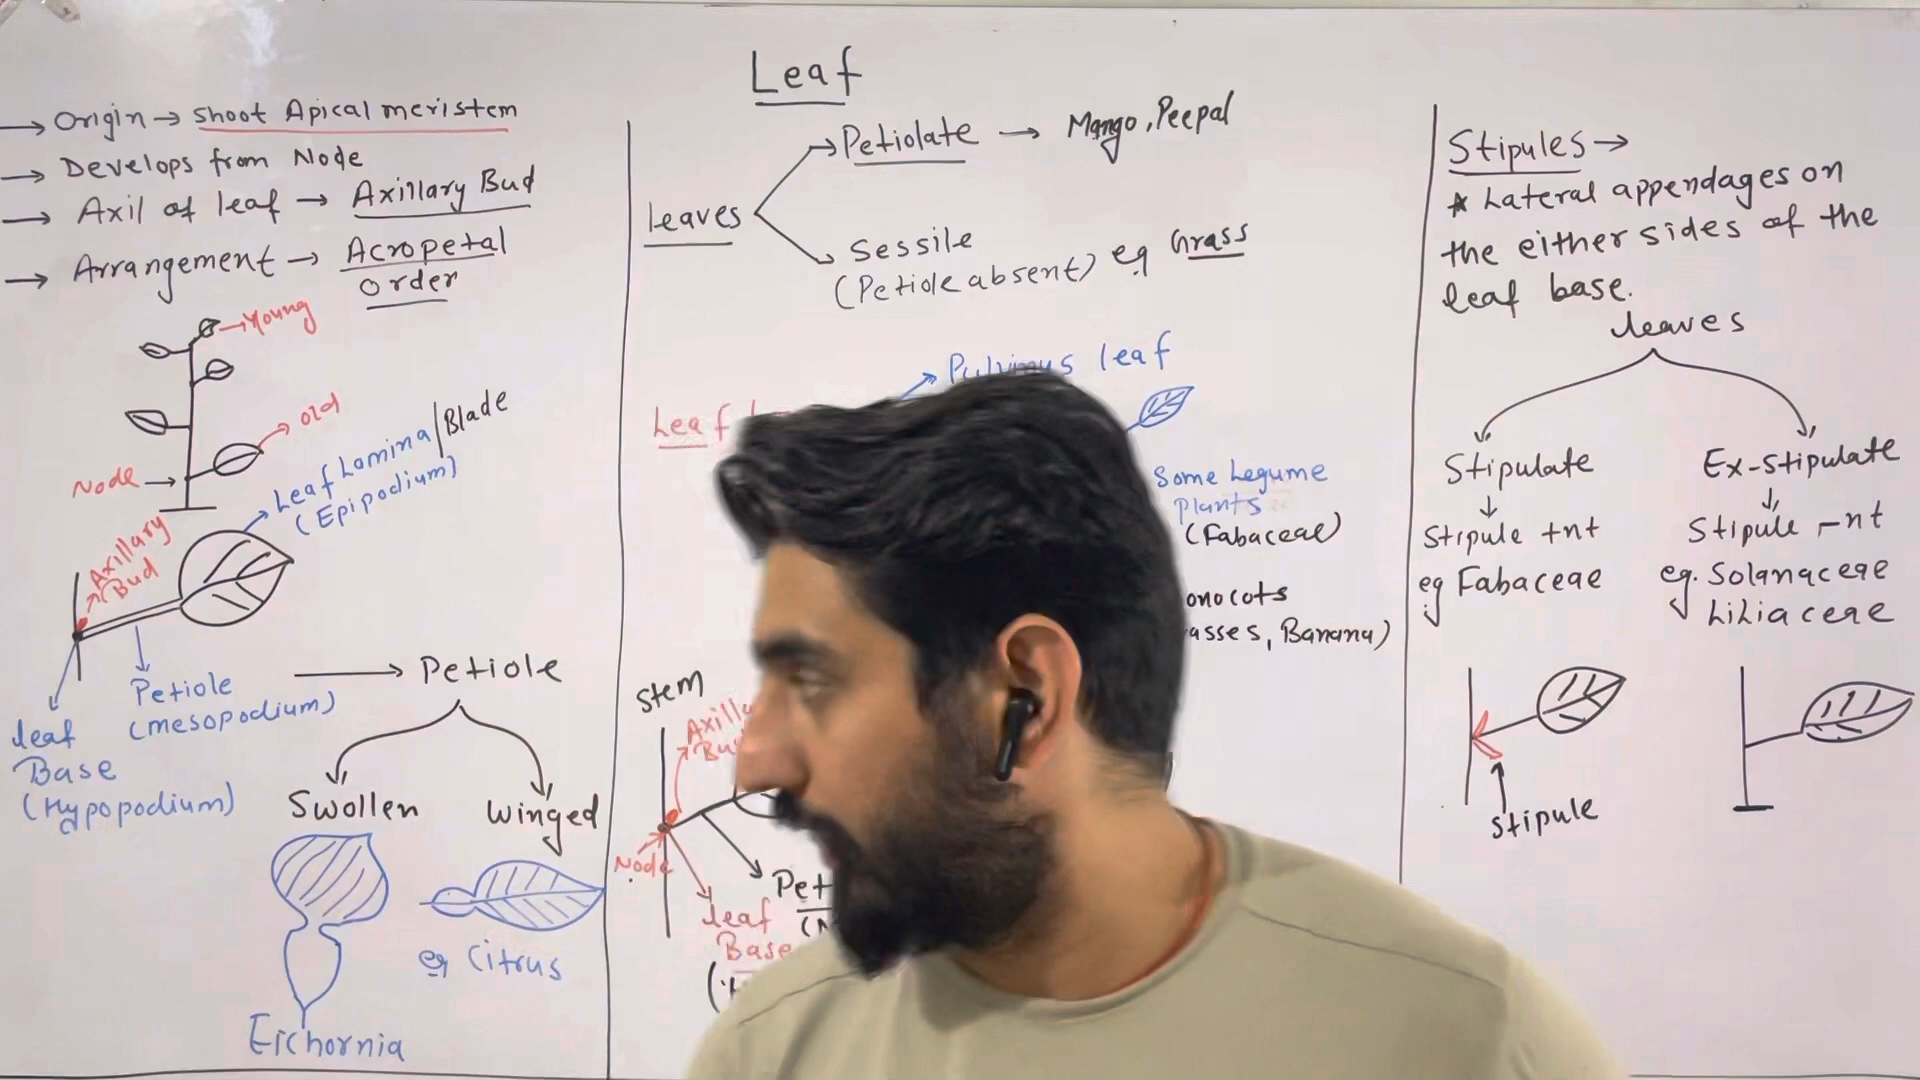 Leaf
→ Origin → Shoot Apical meristem
→ Develops from Node
→ Axil of leaf → Axillary Bud
→ Arrangement → Acropetal
order
→ Young
→ old
Node →
Leaf Lamina/Blade
(Epipodium)
Axillary
Bud
Petiole
(mesopodium)
leaf
Base
(Hypopodium)
→ Petiole
Swollen
Winged
eg Citrus
Eichornia
leaves
Petiolate → Mango, Peepal
Sessile
(Petiole absent) eg Grass
Leaf
leaf
Some Legume
plants
(Fabaceae)
Banana)
Stem
Node
leaf
Base
Stipules →
* Lateral appendages on
the either sides of the
leaf base.
leaves
Stipulate
Stipule +nt
eg Fabaceae
Ex-stipulate
Stipule -nt
eg. Solanaceae
Liliacere
Stipule